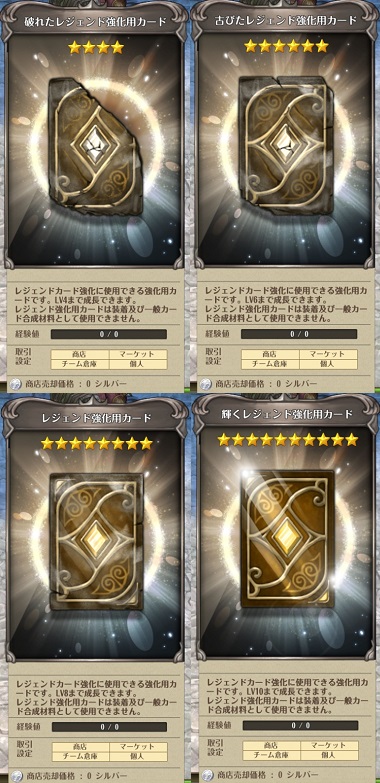 破れたレジェンド強化用カード
レジェンドカード強化に使用できる強化用カ
ードです。LV4まで成長できます。
レジェンド強化用カードは装着及び一般カー
ド合成材料として使用できません。
経験値 0 / 0
取引
設定
商店 マーケット
チーム倉庫 個人
商店売却価格 : 0 シルバー
古びたレジェンド強化用カード
レジェンドカード強化に使用できる強化用カ
ードです。LV6まで成長できます。
レジェンド強化用カードは装着及び一般カー
ド合成材料として使用できません。
経験値 0 / 0
取引
設定
商店 マーケット
チーム倉庫 個人
商店売却価格 : 0 シルバー
レジェンド強化用カード
レジェンドカード強化に使用できる強化用カ
ードです。LV8まで成長できます。
レジェンド強化用カードは装着及び一般カー
ド合成材料として使用できません。
経験値 0 / 0
取引
設定
商店 マーケット
チーム倉庫 個人
商店売却価格 : 0 シルバー
輝くレジェンド強化用カード
レジェンドカード強化に使用できる強化用カ
ードです。LV10まで成長できます。
レジェンド強化用カードは装着及び一般カー
ド合成材料として使用できません。
経験値 0 / 0
取引
設定
商店 マーケット
チーム倉庫 個人
商店売却価格 : 0 シルバー